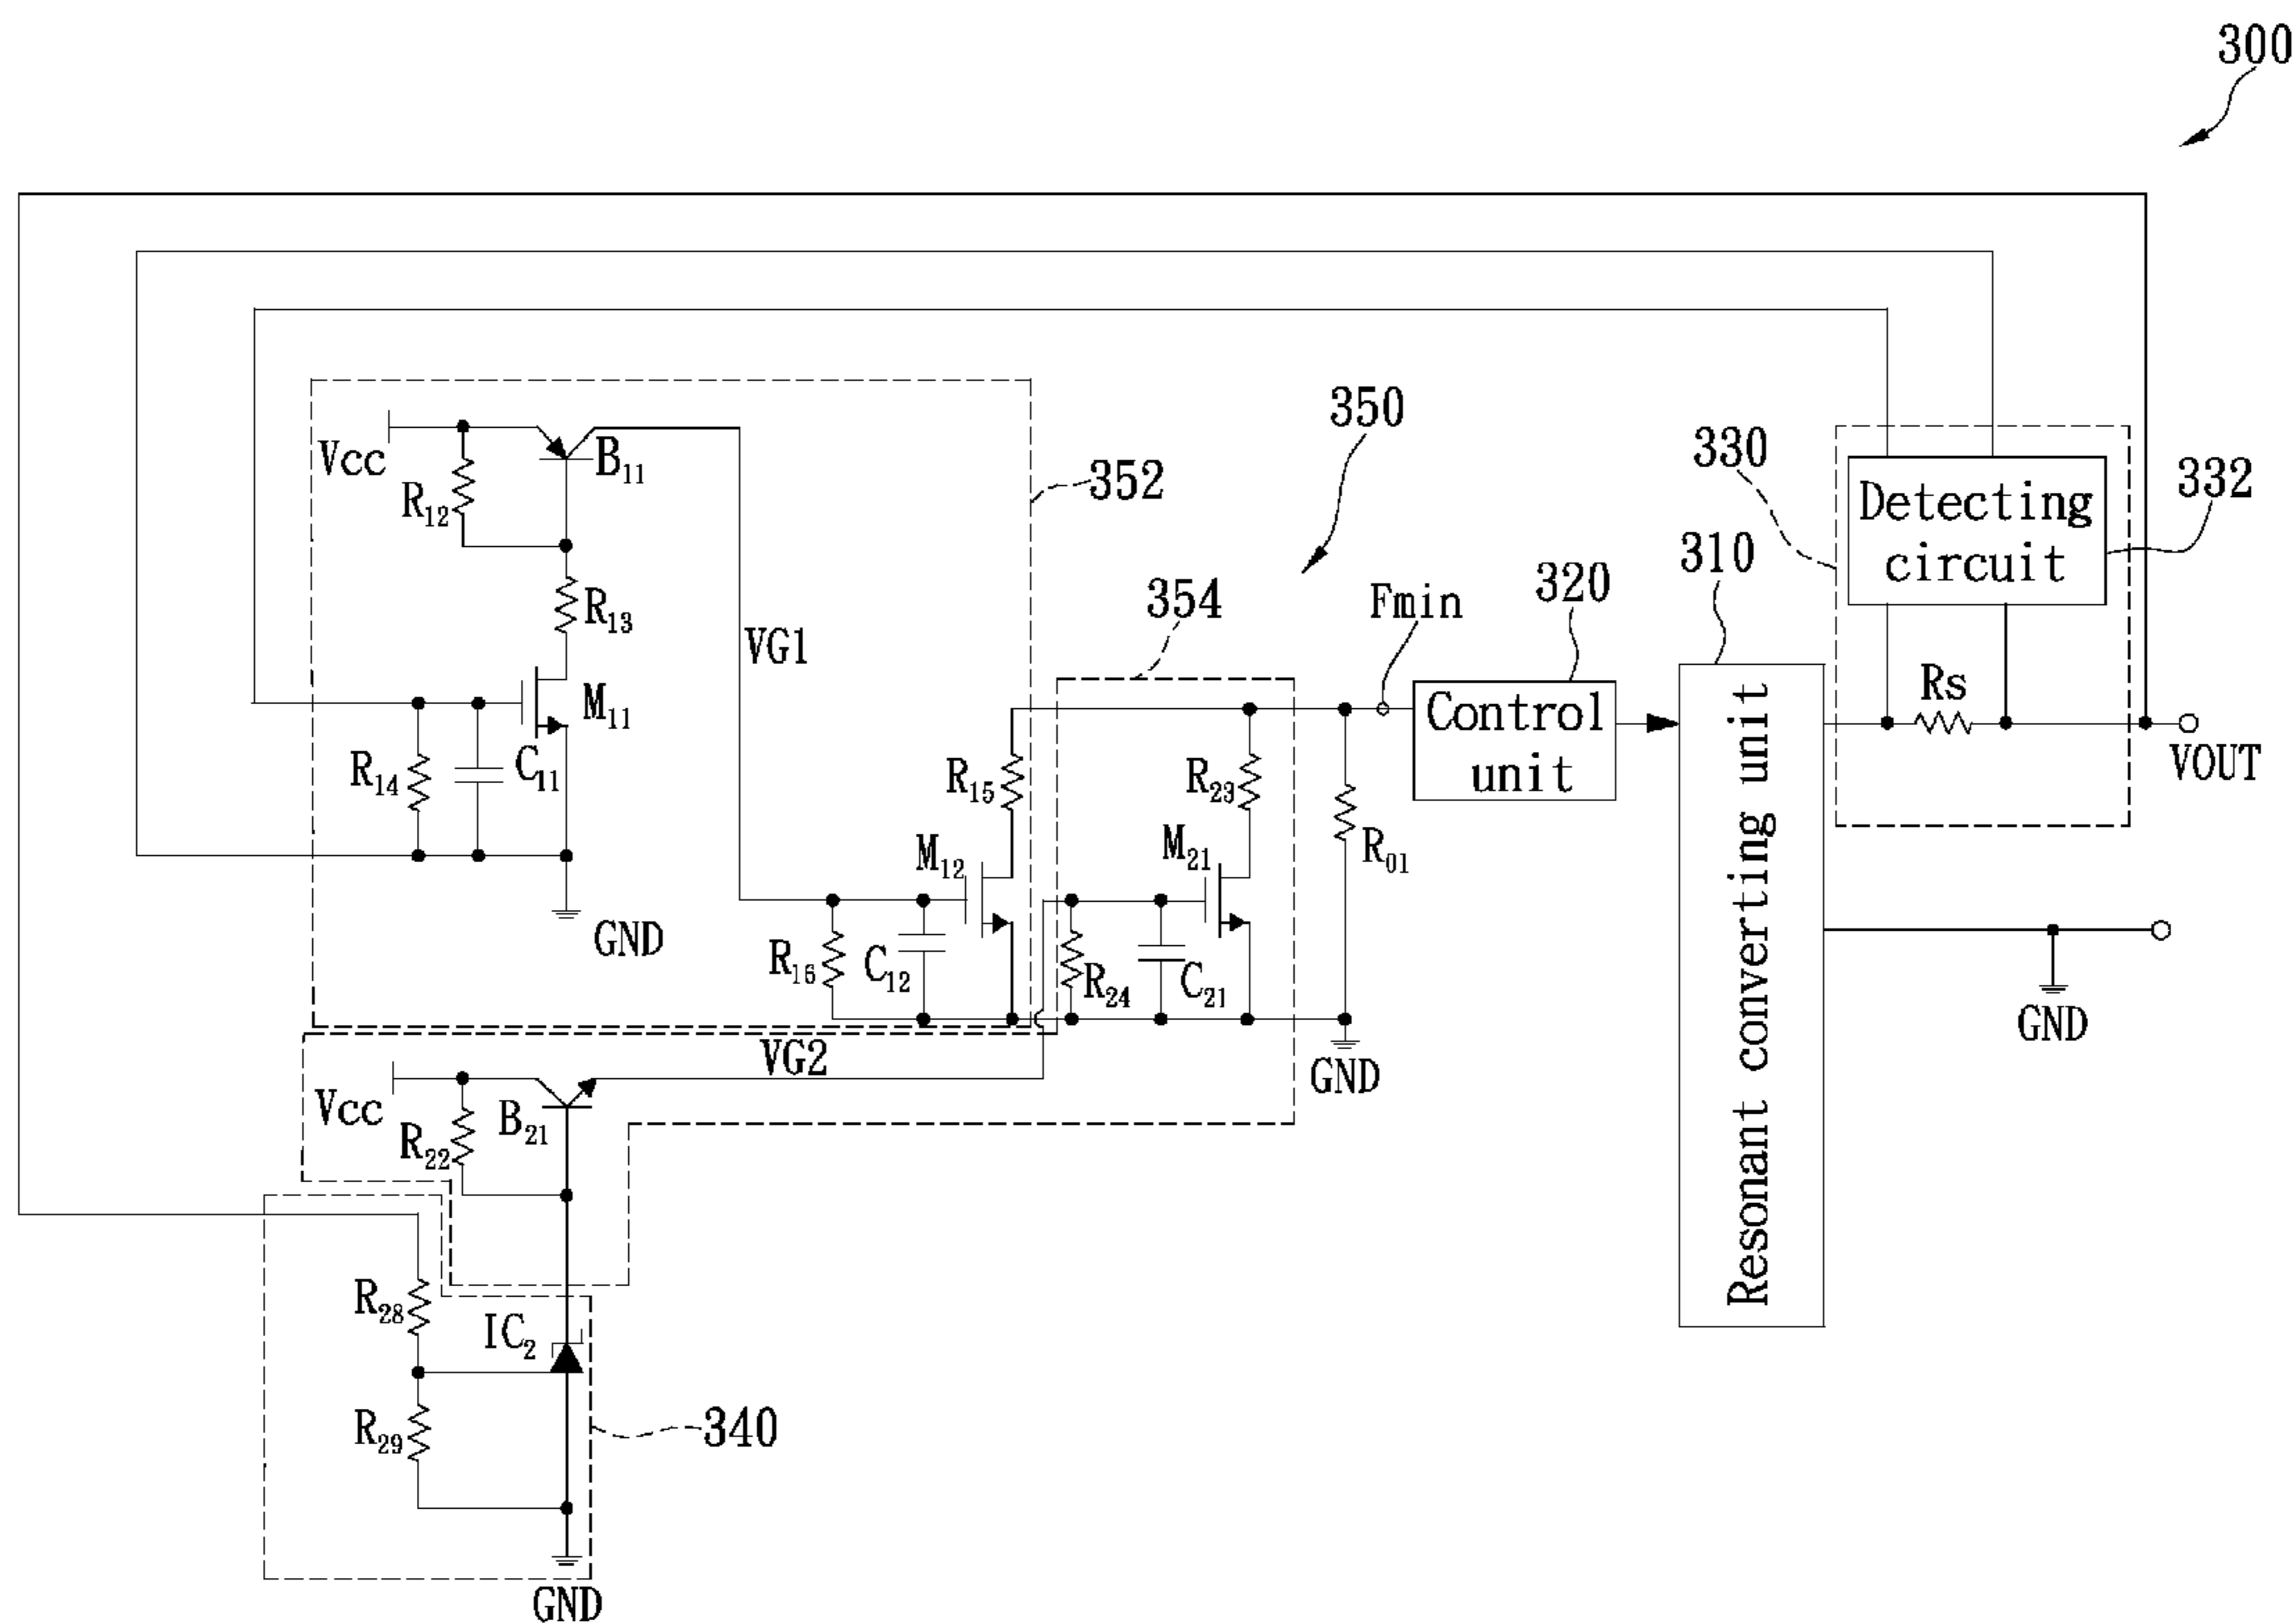 300
Vcc
R12
B11
R13
M11
R14
C11
GND
VG1
352
350
354
Fmin
320
Control
unit
310
Resonant converting unit
330
Detecting
circuit
332
Rs
VOUT
GND
R15
M12
R16
C12
R23
M21
R24
C21
R01
GND
VG2
Vcc
R22
B21
R28
IC2
R29
340
GND